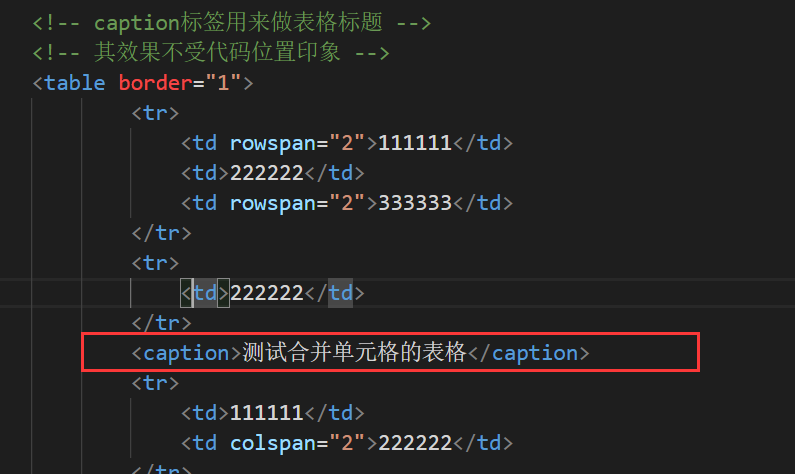 <!-- caption标签用来做表格标题 -->
<!-- 其效果不受代码位置印象 -->
<table border="1">
<tr>
<td rowspan="2">111111</td>
<td>222222</td>
<td rowspan="2">333333</td>
</tr>
<tr>
<td>222222</td>
</tr>
<caption>测试合并单元格的表格</caption>
<tr>
<td>111111</td>
<td colspan="2">222222</td>
</tr>